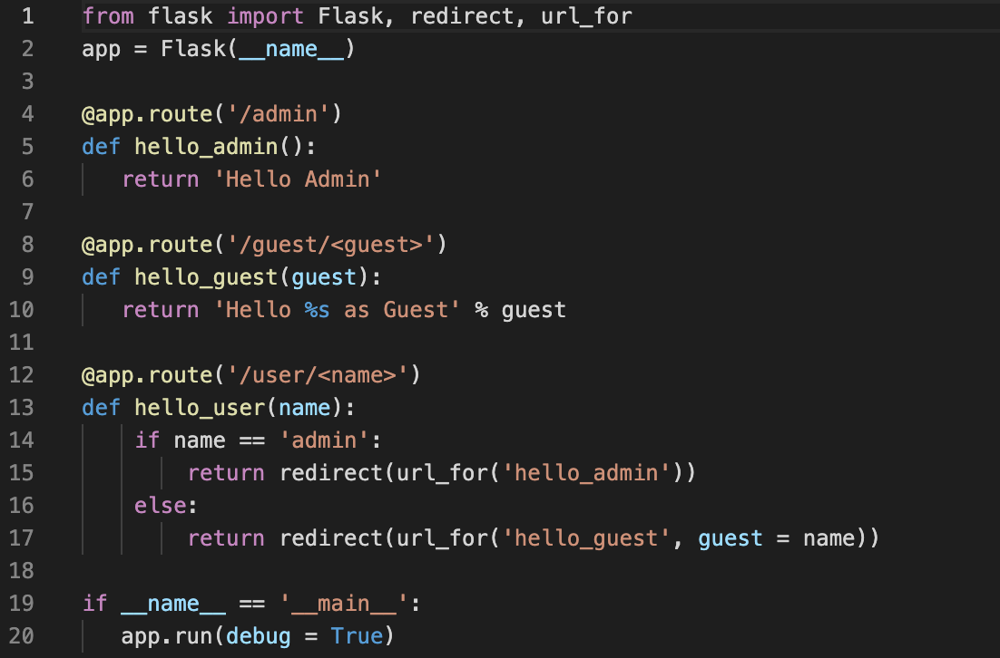 1 from flask import Flask, redirect, url_for
2 app = Flask(__name__)
3
4 @app.route('/admin')
5 def hello_admin():
6    return 'Hello Admin'
7
8 @app.route('/guest/<guest>')
9 def hello_guest(guest):
10    return 'Hello %s as Guest' % guest
11
12 @app.route('/user/<name>')
13 def hello_user(name):
14     if name == 'admin':
15         return redirect(url_for('hello_admin'))
16     else:
17         return redirect(url_for('hello_guest', guest = name))
18
19 if __name__ == '__main__':
20    app.run(debug = True)